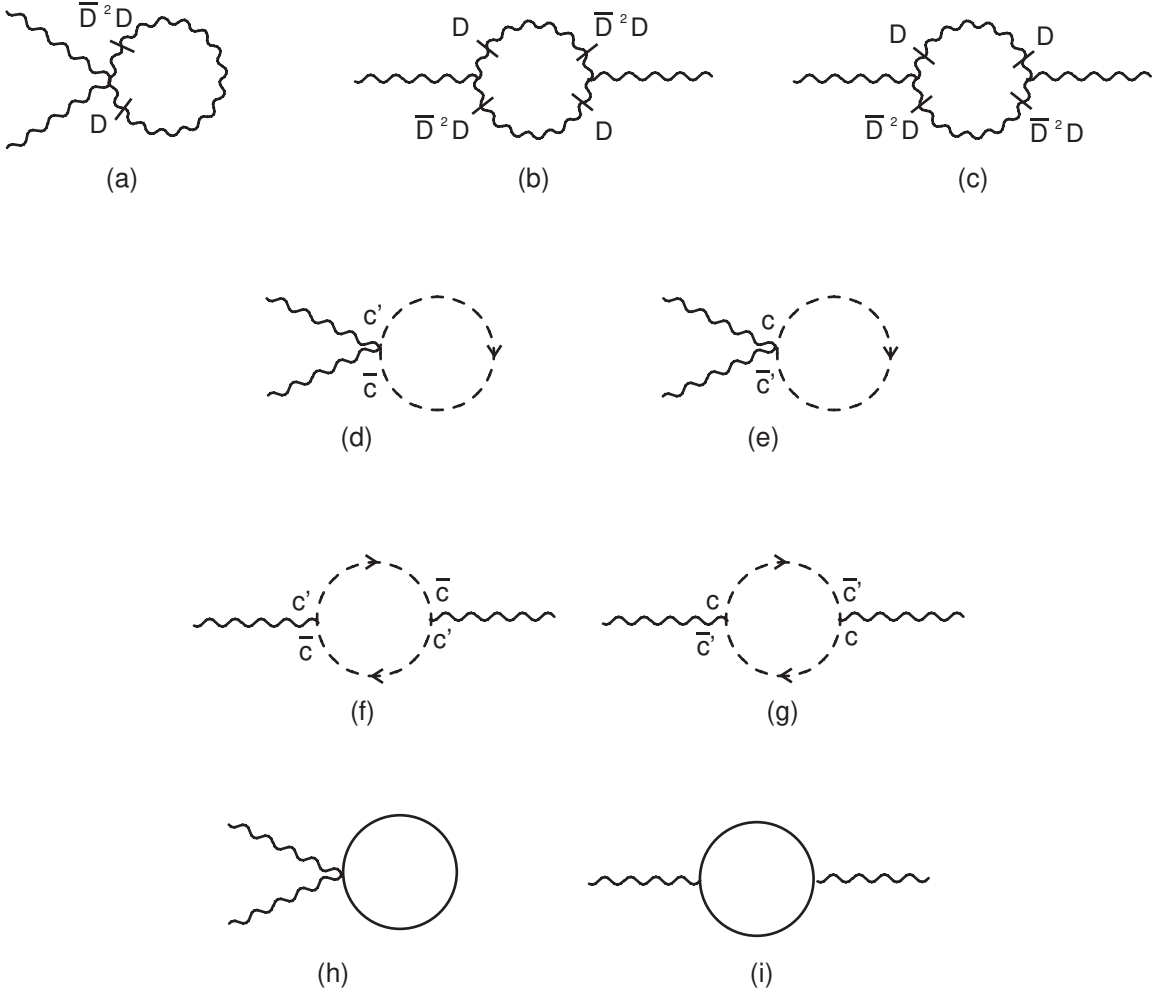 D̅ ²D
D
(a)
D
D̅ ²D
D̅ ²D
D
(b)
D
D
D̅ ²D
D̅ ²D
(c)
c'
c̅
(d)
c
c̅'
(e)
c'
c̅
c̅
c'
(f)
c
c̅'
c̅'
c
(g)
(h)
(i)